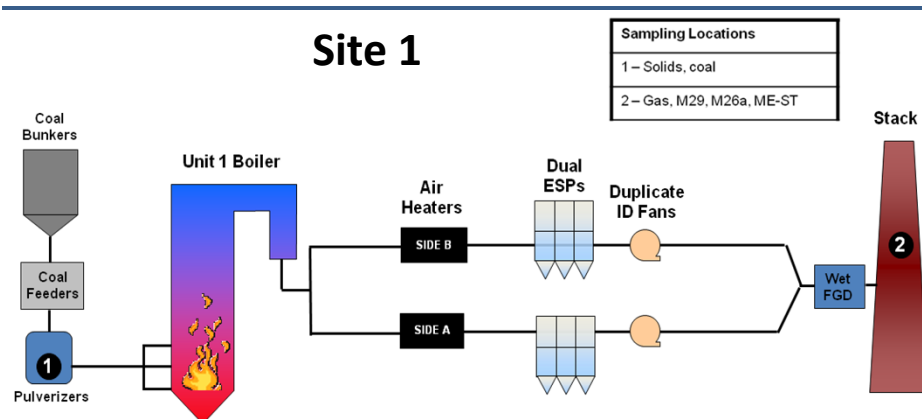 Site 1
Sampling Locations
1 – Solids, coal
2 – Gas, M29, M26a, ME-ST
Stack
Coal
Bunkers
Unit 1 Boiler
Air
Heaters
Dual
ESPs
Duplicate
ID Fans
SIDE B
2
Coal
Feeders
Wet
FGD
SIDE A
1
Pulverizers